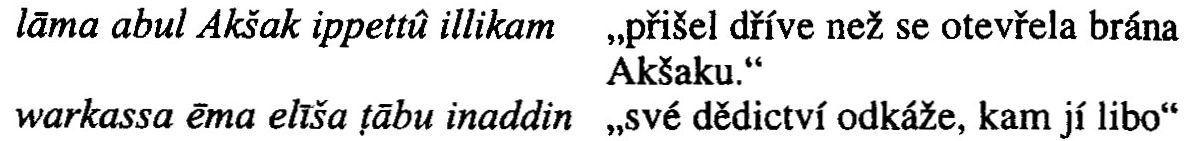 lāma abul Akšak ippettû illikam „přišel dříve než se otevřela brána
Akšaku.“
warkassa ēma elīša ṭābu inaddin „své dědictví odkáže, kam jí libo“